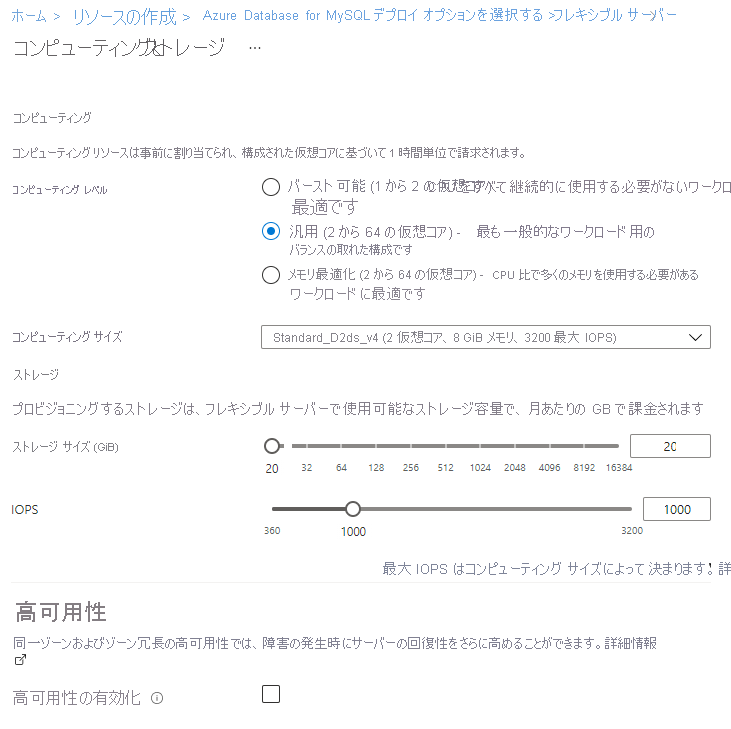 ホーム > リソースの作成 > Azure Database for MySQL デプロイ オプションを選択する >フレキシブル サーバー
コンピューティングとストレージ ...
コンピューティング
コンピューティング リソースは事前に割り当てられ、構成された仮想コアに基づいて 1 時間単位で請求されます。
コンピューティング レベル
バースト 可能 (1 から 2 の仮想コア) すべて継続的に使用する必要がないワークロ
最適です
汎用 (2 から 64 の仮想コア) - 最も一般的なワークロード用の
バランスの取れた構成です
メモリ最適化 (2 から 64 の仮想コア) - CPU 比で多くのメモリを使用する必要がある
ワークロードに最適です
コンピューティング サイズ
Standard_D2ds_v4 (2 仮想コア、8 GiB メモリ、3200 最大 IOPS)
ストレージ
プロビジョニングするストレージは、フレキシブル サーバーで使用可能なストレージ容量で、月あたりの GB で課金されます
ストレージ サイズ (GiB)
20
20 32 64 128 256 512 1024 2048 4096 8192 16384
IOPS
1000
360 1000 3200
最大 IOPS はコンピューティング サイズによって決まります! 詳
高可用性
同一ゾーンおよびゾーン冗長の高可用性では、障害の発生時にサーバーの回復性をさらに高めることができます。詳細情報
高可用性の有効化